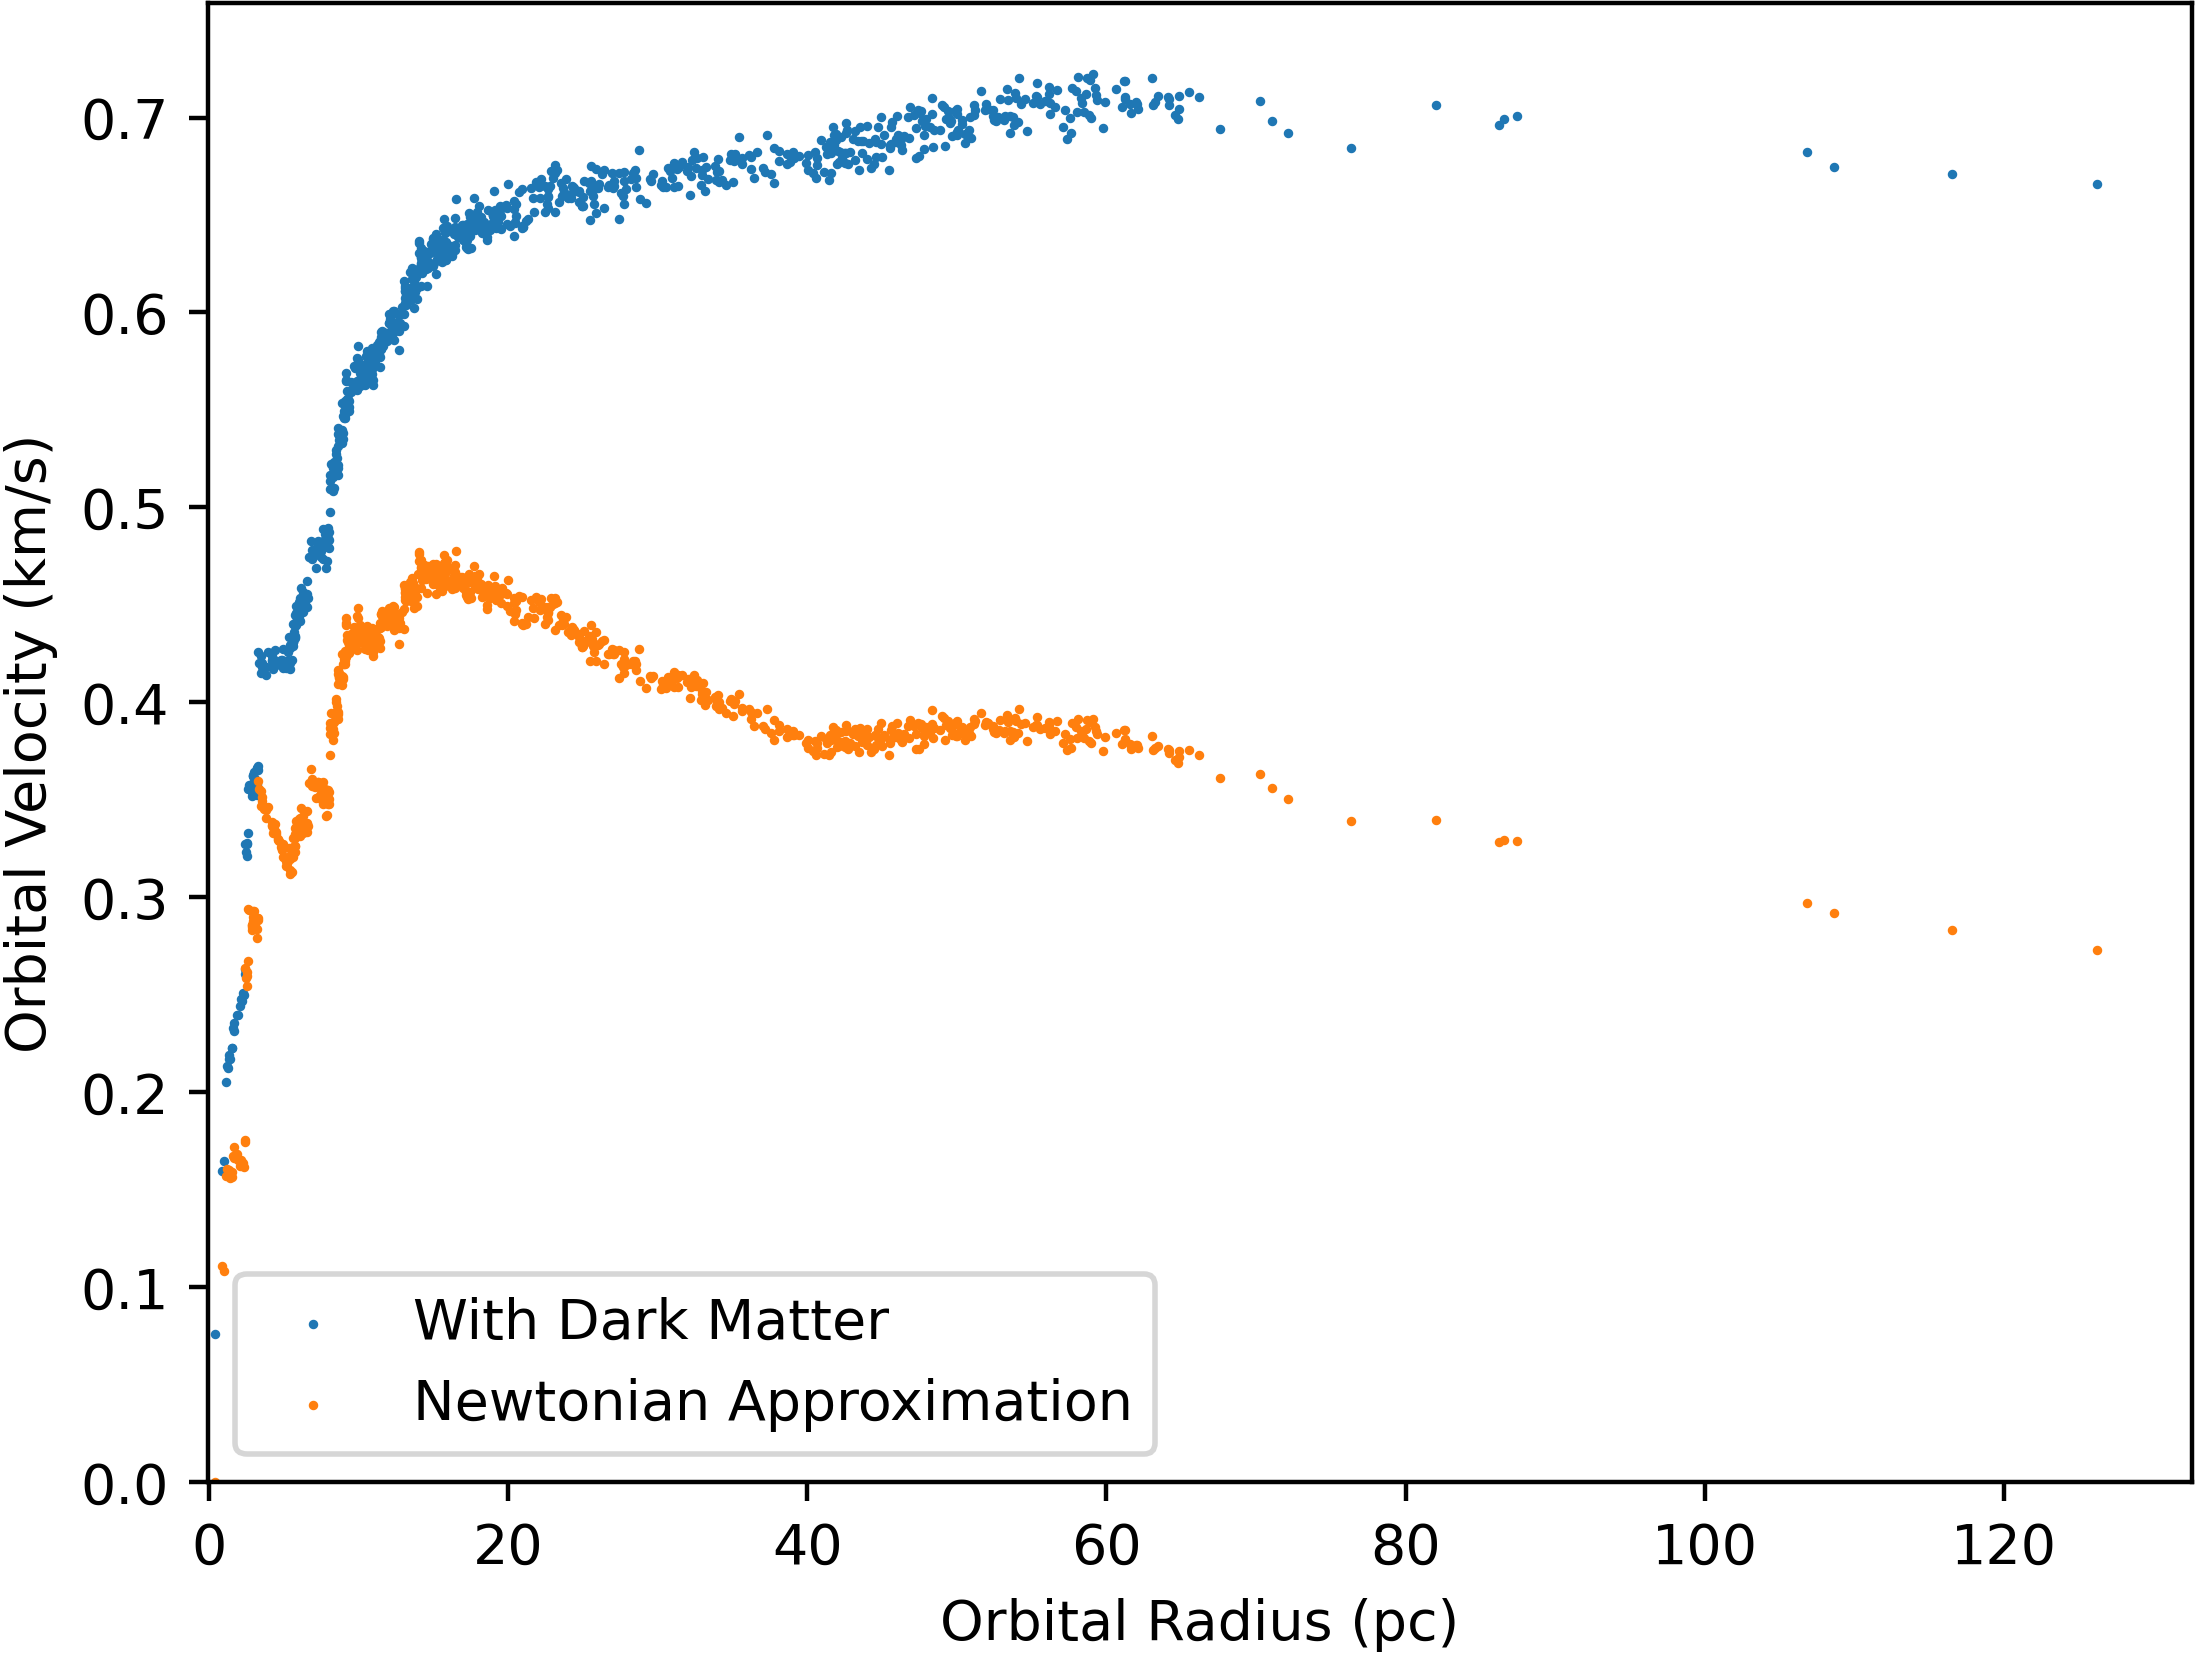 0.7
0.6
0.5
0.4
0.3
0.2
0.1
0.0
Orbital Velocity (km/s)
With Dark Matter
Newtonian Approximation
0 20 40 60 80 100 120
Orbital Radius (pc)